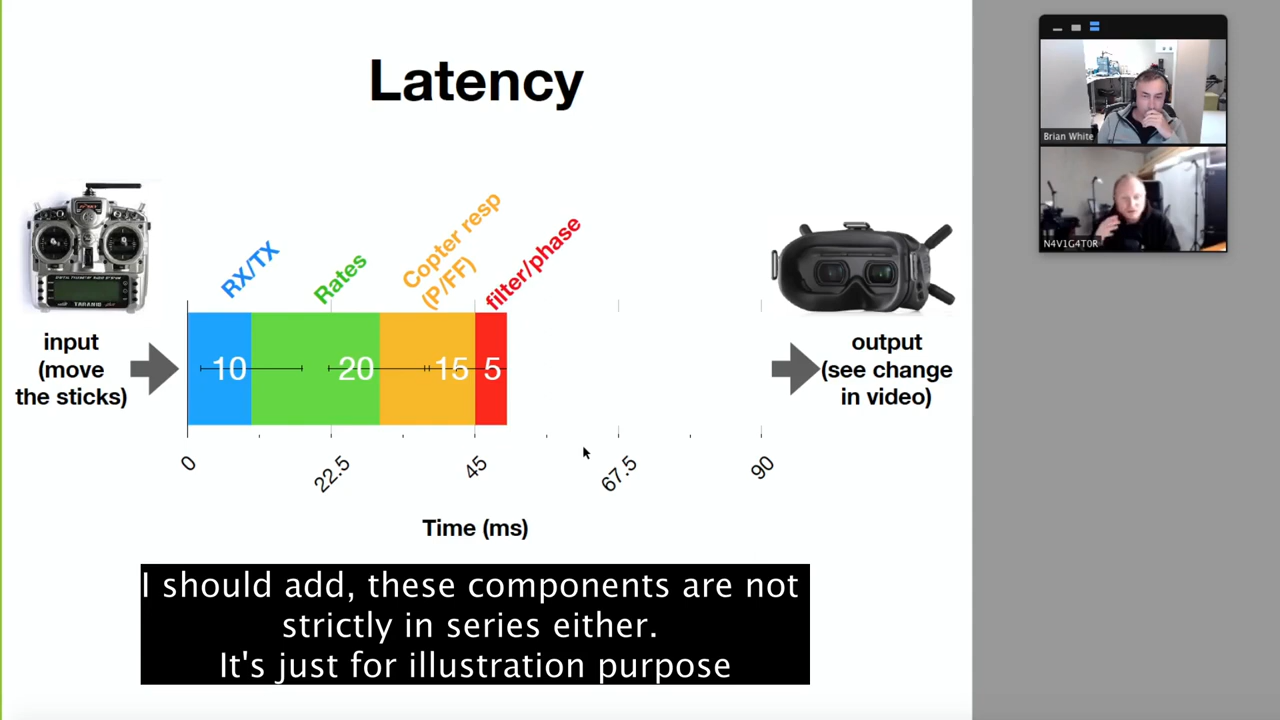 Latency
RX/TX
Rates
Copter resp
(P/FF)
filter/phase
input
(move
the sticks)
10
20
15
5
output
(see change
in video)
0
22.5
45
67.5
90
Time (ms)
I should add, these components are not
strictly in series either.
It's just for illustration purpose
TARANIS
Brian White
N4V1G4T0R